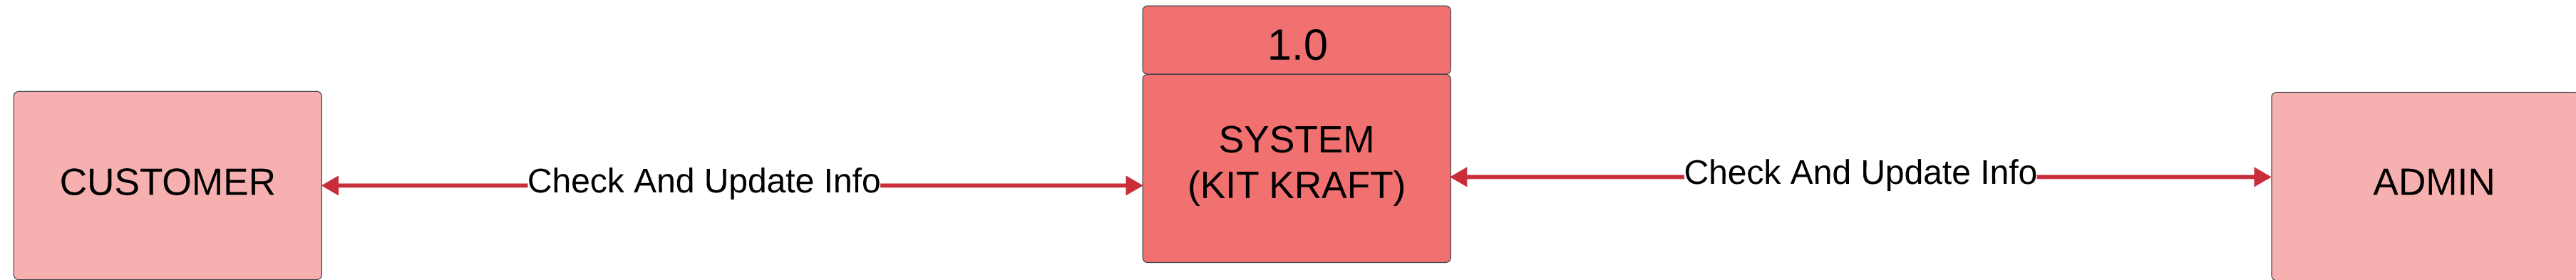 1.0
CUSTOMER
Check And Update Info
SYSTEM
(KIT KRAFT)
Check And Update Info
ADMIN